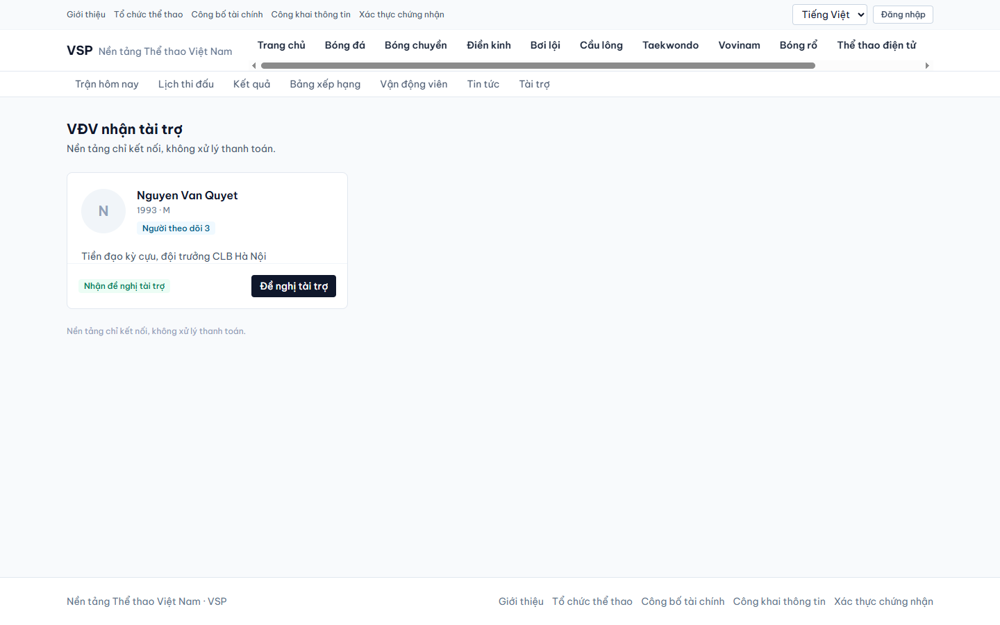 Giới thiệu Tổ chức thể thao Công bố tài chính Công khai thông tin Xác thực chứng nhận Tiếng Việt Đăng nhập
VSP Nền tảng Thể thao Việt Nam Trang chủ Bóng đá Bóng chuyền Điền kinh Bơi lội Cầu lông Taekwondo Vovinam Bóng rổ Thể thao điện tử
Trận hôm nay Lịch thi đấu Kết quả Bảng xếp hạng Vận động viên Tin tức Tài trợ
VĐV nhận tài trợ
Nền tảng chỉ kết nối, không xử lý thanh toán.
N
Nguyen Van Quyet
1993 · M
Người theo dõi 3
Tiền đạo kỳ cựu, đội trưởng CLB Hà Nội
Nhận đề nghị tài trợ Đề nghị tài trợ
Nền tảng chỉ kết nối, không xử lý thanh toán.
Nền tảng Thể thao Việt Nam · VSP Giới thiệu Tổ chức thể thao Công bố tài chính Công khai thông tin Xác thực chứng nhận